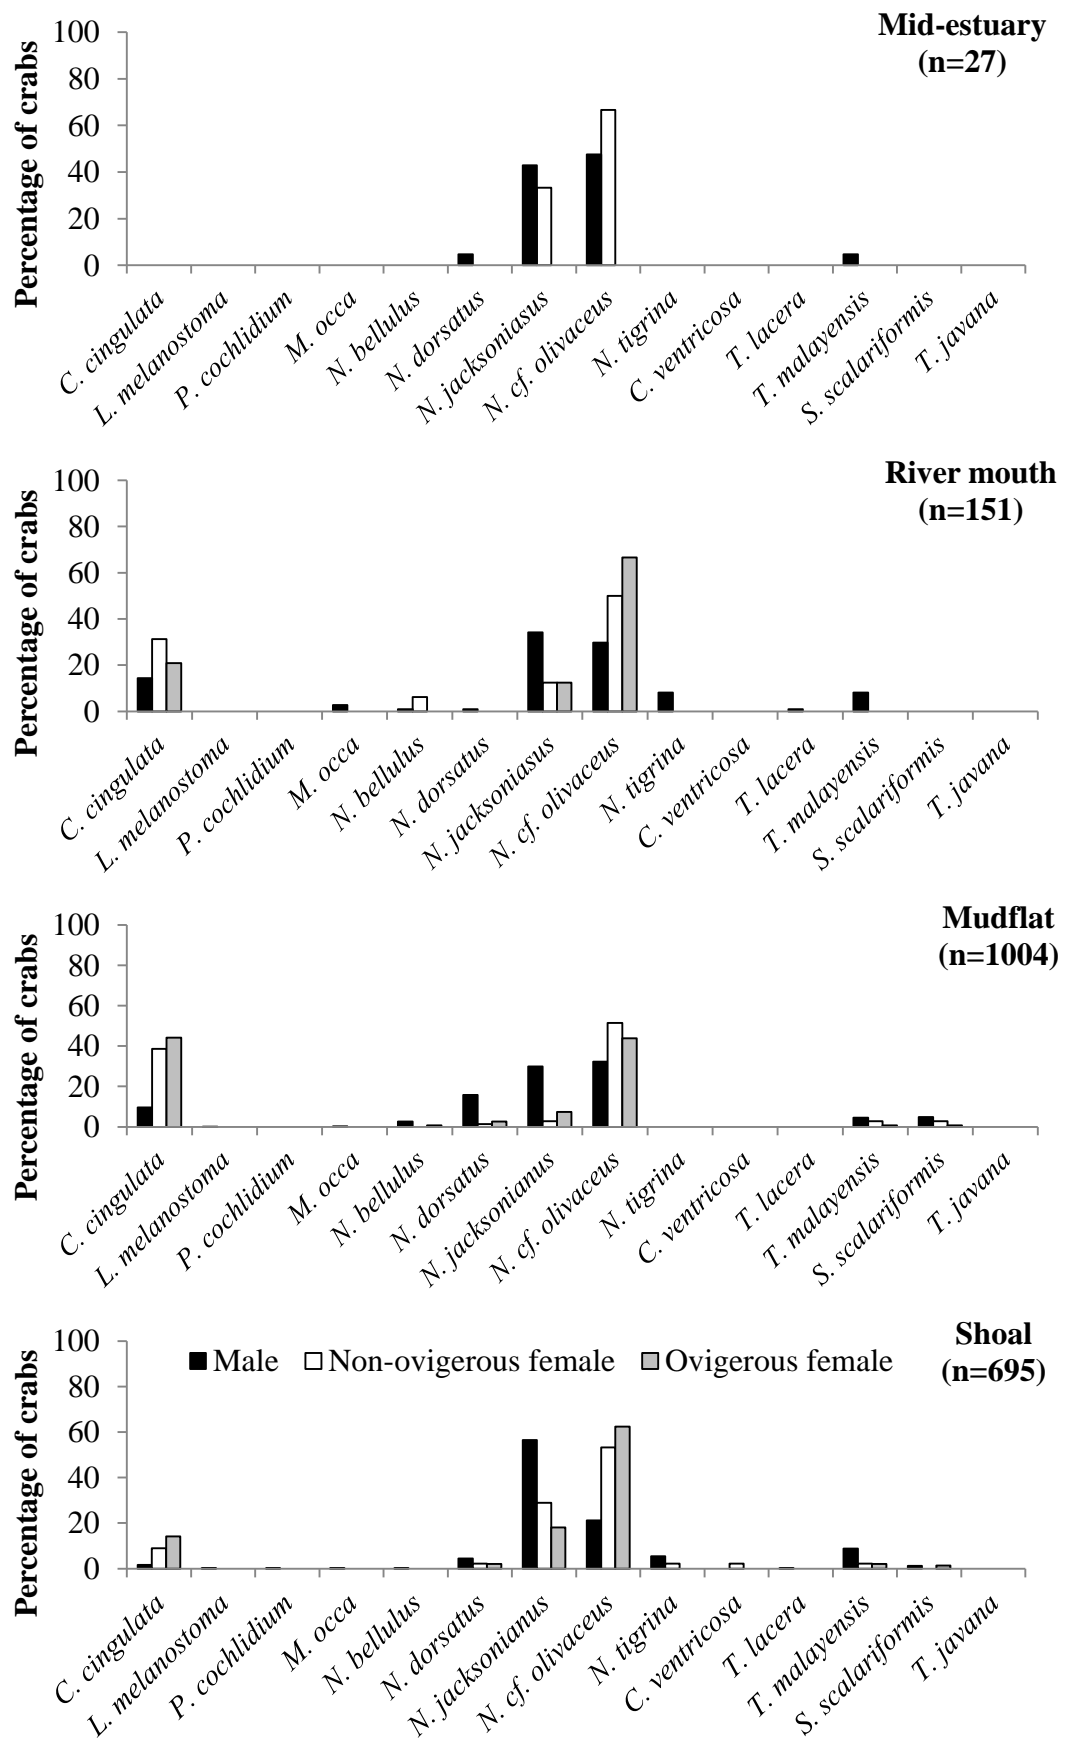 Mid-estuary
(n=27)
Percentage of crabs
100
80
60
40
20
0
C. cingulata
L. melanostoma
P. cochlidium
M. occa
N. bellulus
N. dorsatus
N. jacksoniasus
N. cf. olivaceus
N. tigrina
C. ventricosa
T. lacera
T. malayensis
S. scalariformis
T. javana
River mouth
(n=151)
Percentage of crabs
100
80
60
40
20
0
C. cingulata
L. melanostoma
P. cochlidium
M. occa
N. bellulus
N. dorsatus
N. jacksoniasus
N. cf. olivaceus
N. tigrina
C. ventricosa
T. lacera
T. malayensis
S. scalariformis
T. javana
Mudflat
(n=1004)
Percentage of crabs
100
80
60
40
20
0
C. cingulata
L. melanostoma
P. cochlidium
M. occa
N. bellulus
N. dorsatus
N. jacksonianus
N. cf. olivaceus
N. tigrina
C. ventricosa
T. lacera
T. malayensis
S. scalariformis
T. javana
Shoal
(n=695)
Male Non-ovigerous female Ovigerous female
Percentage of crabs
100
80
60
40
20
0
C. cingulata
L. melanostoma
P. cochlidium
M. occa
N. bellulus
N. dorsatus
N. jacksonianus
N. cf. olivaceus
N. tigrina
C. ventricosa
T. lacera
T. malayensis
S. scalariformis
T. javana